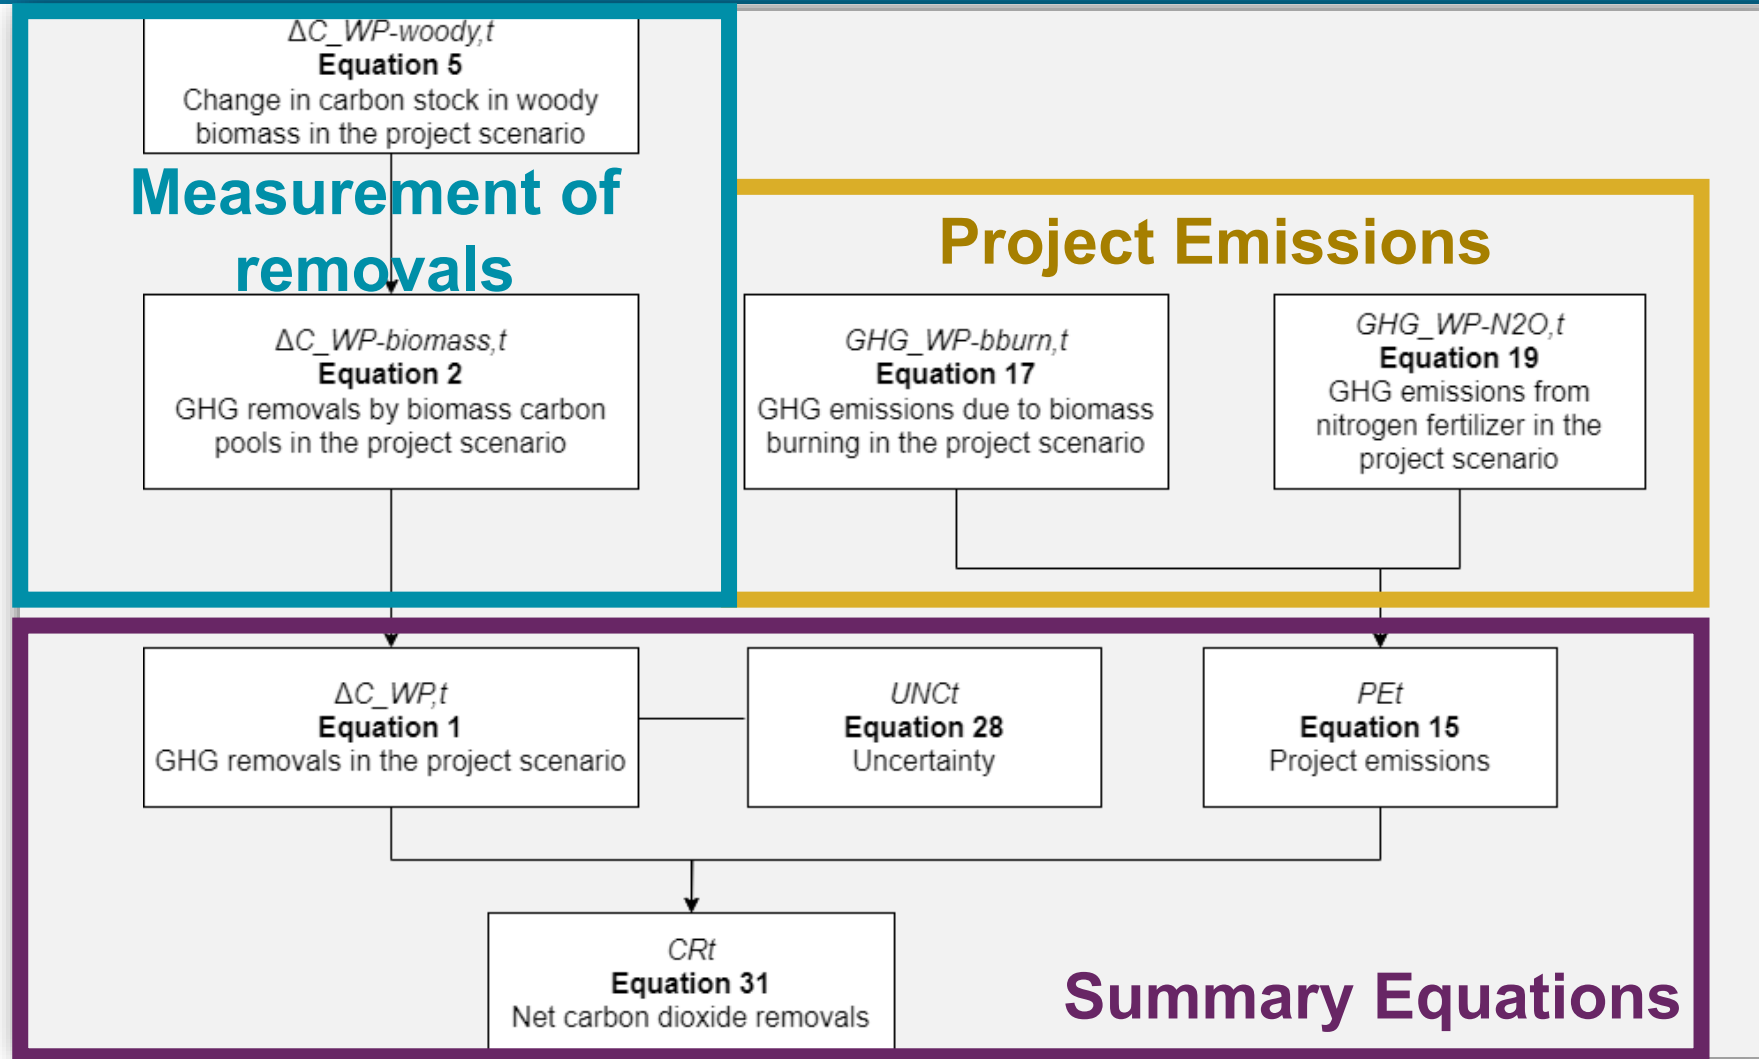 ΔC_WP-woody,t
Equation 5
Change in carbon stock in woody
biomass in the project scenario
Measurement of
removals
ΔC_WP-biomass,t
Equation 2
GHG removals by biomass carbon
pools in the project scenario
Project Emissions
GHG_WP-bburn,t
Equation 17
GHG emissions due to biomass
burning in the project scenario
GHG_WP-N2O,t
Equation 19
GHG emissions from
nitrogen fertilizer in the
project scenario
ΔC_WP,t
Equation 1
GHG removals in the project scenario
UNCt
Equation 28
Uncertainty
PEt
Equation 15
Project emissions
CRt
Equation 31
Net carbon dioxide removals
Summary Equations